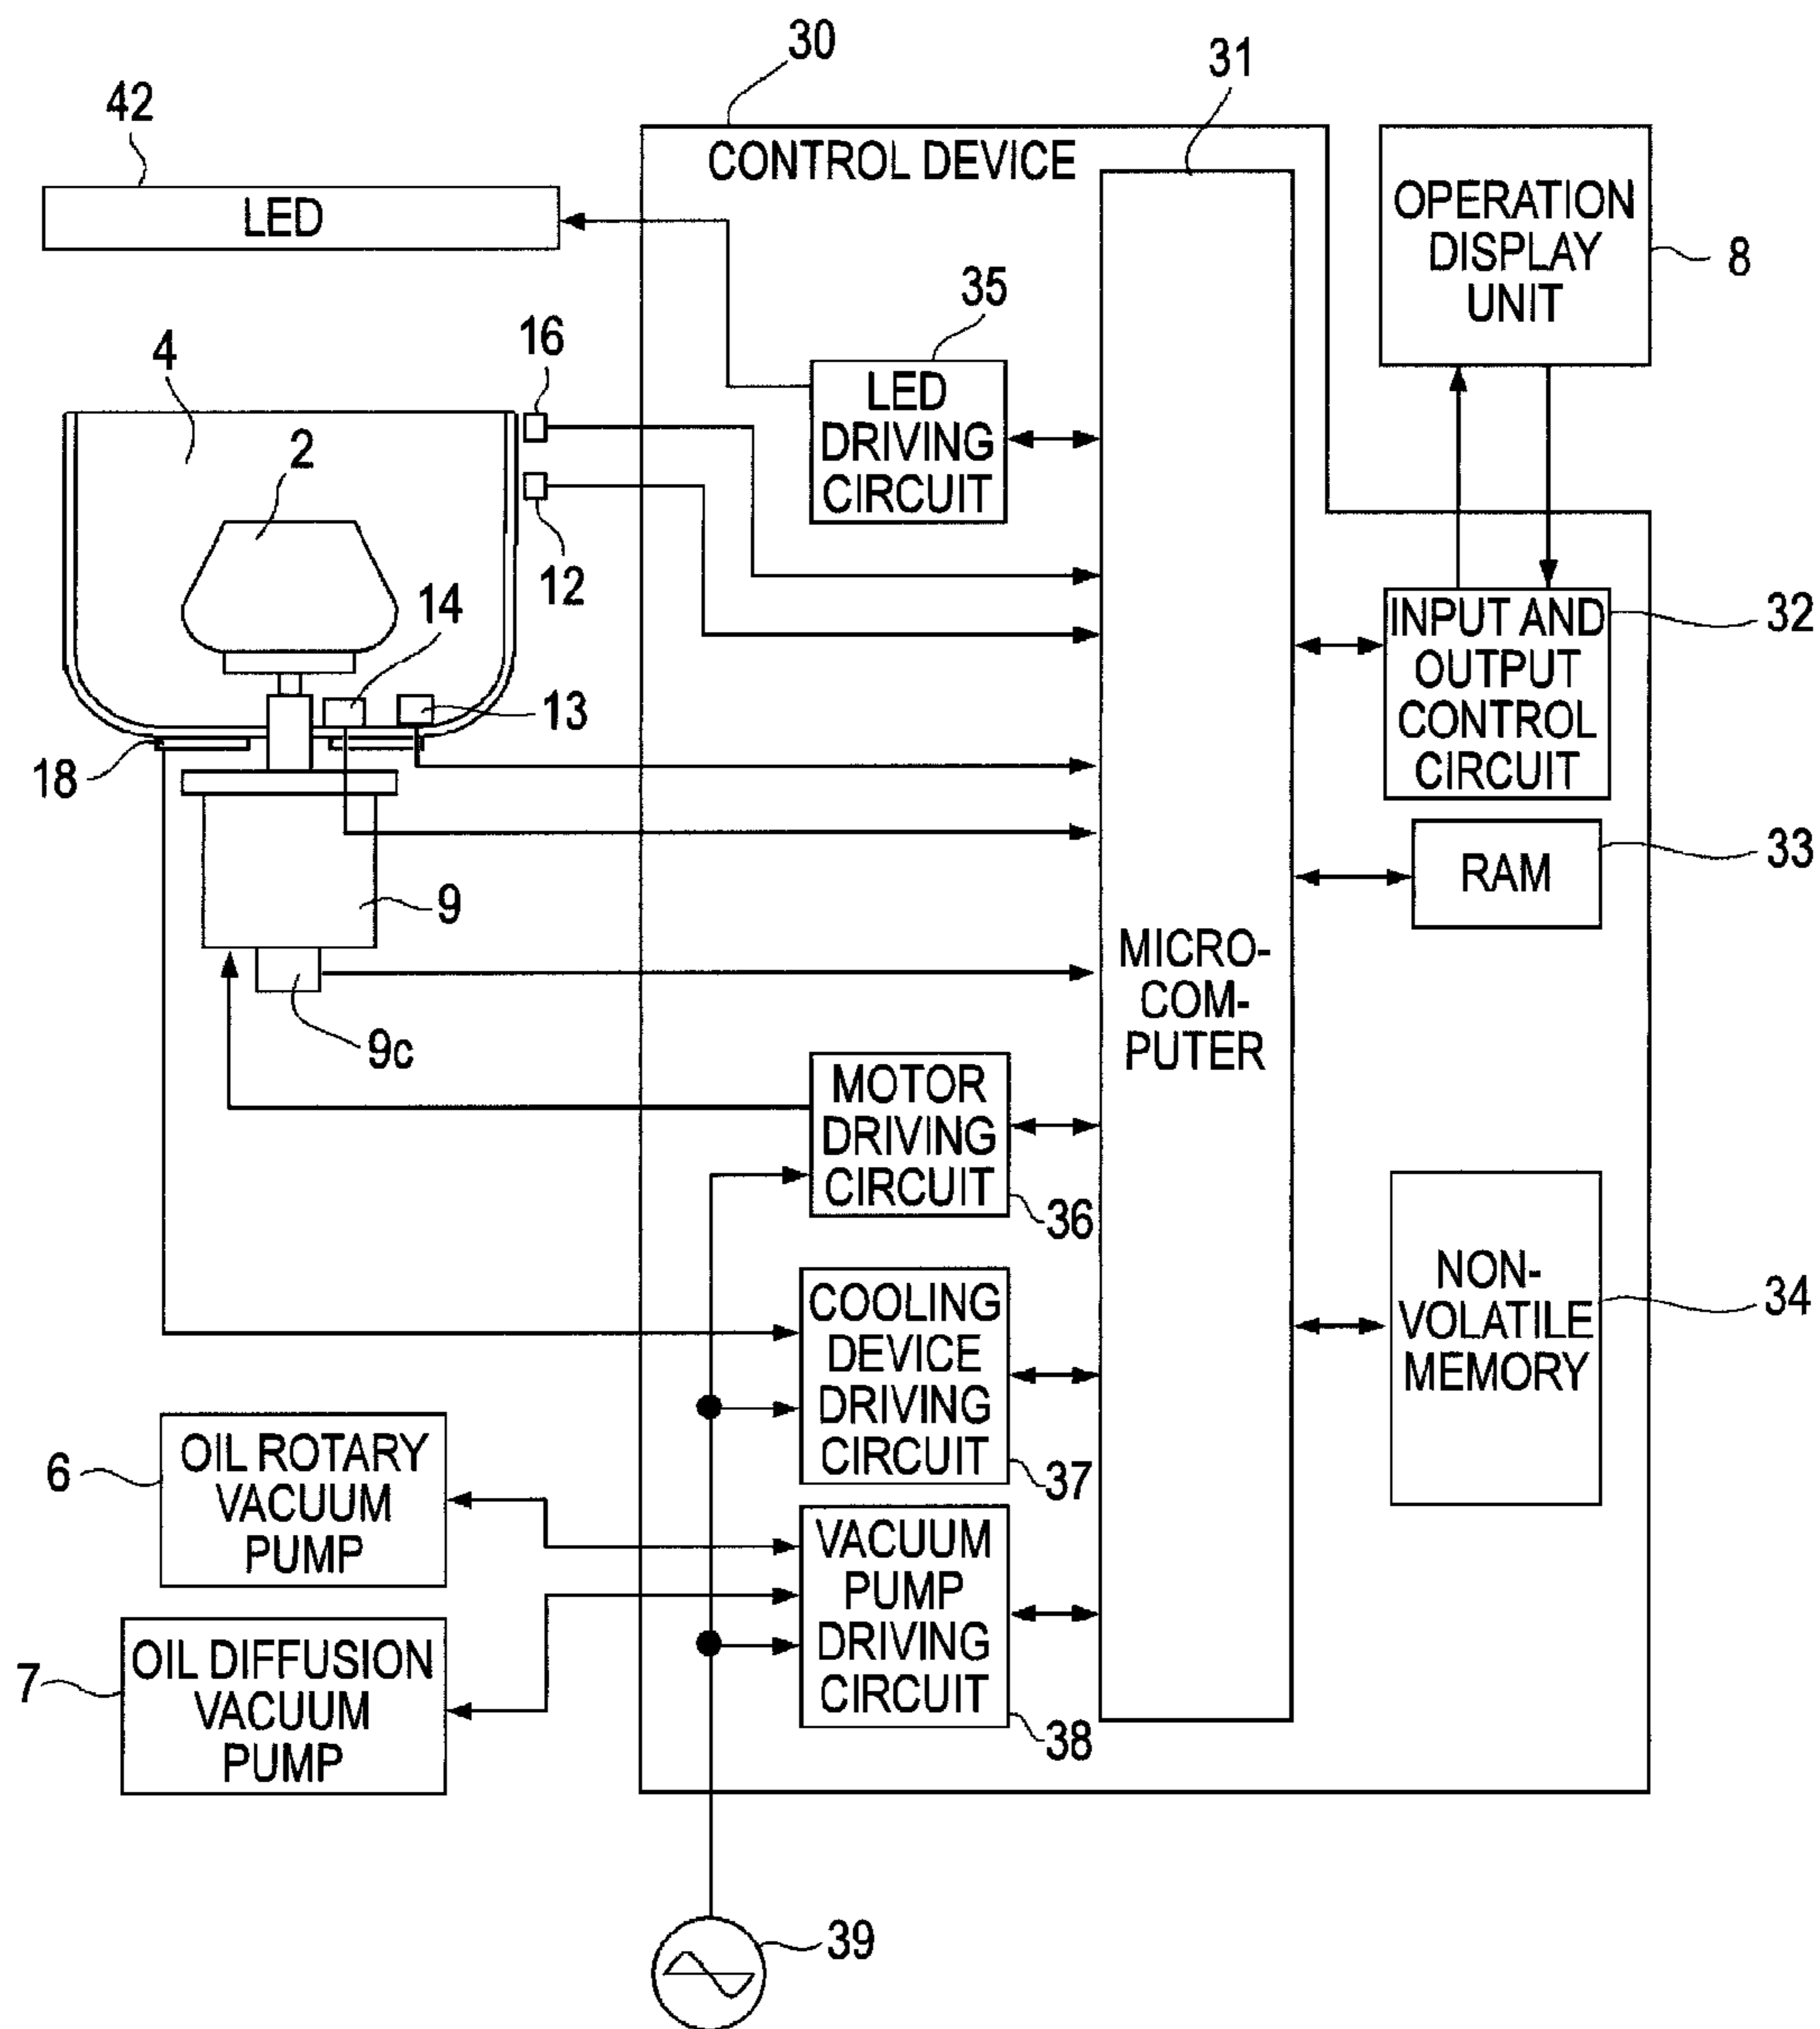 30
31
42
CONTROL DEVICE
LED
OPERATION
DISPLAY
UNIT
8
35
16
4
LED
DRIVING
CIRCUIT
2
12
14
INPUT AND
OUTPUT
CONTROL
CIRCUIT
32
13
18
RAM
33
9
MICRO-
COM-
PUTER
9c
MOTOR
DRIVING
CIRCUIT
36
NON-
VOLATILE
MEMORY
34
COOLING
DEVICE
DRIVING
CIRCUIT
37
6
OIL ROTARY
VACUUM
PUMP
VACUUM
PUMP
DRIVING
CIRCUIT
38
7
OIL DIFFUSION
VACUUM
PUMP
39